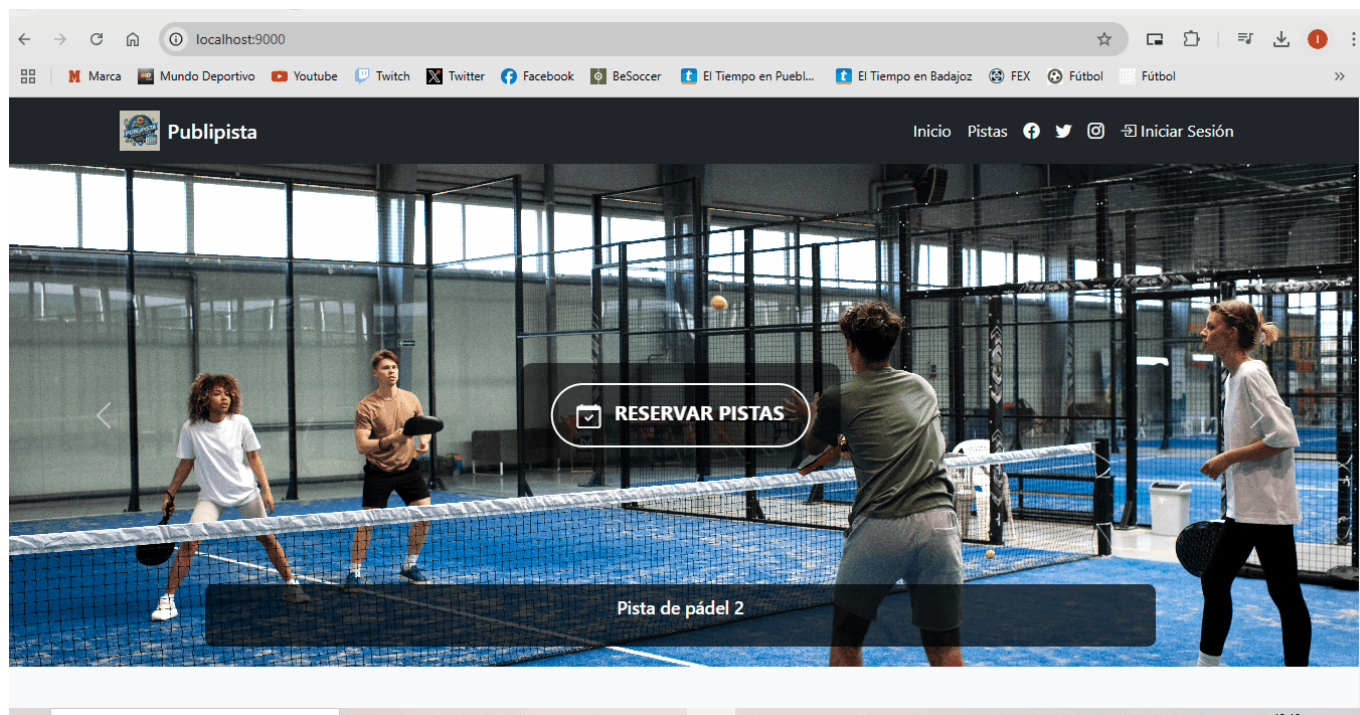 localhost:9000
Marca Mundo Deportivo Youtube Twitch Twitter Facebook BeSoccer El Tiempo en Puebl... El Tiempo en Badajoz FEX Fútbol Fútbol
Publipista Inicio Pistas Iniciar Sesión
RESERVAR PISTAS
Pista de pádel 2